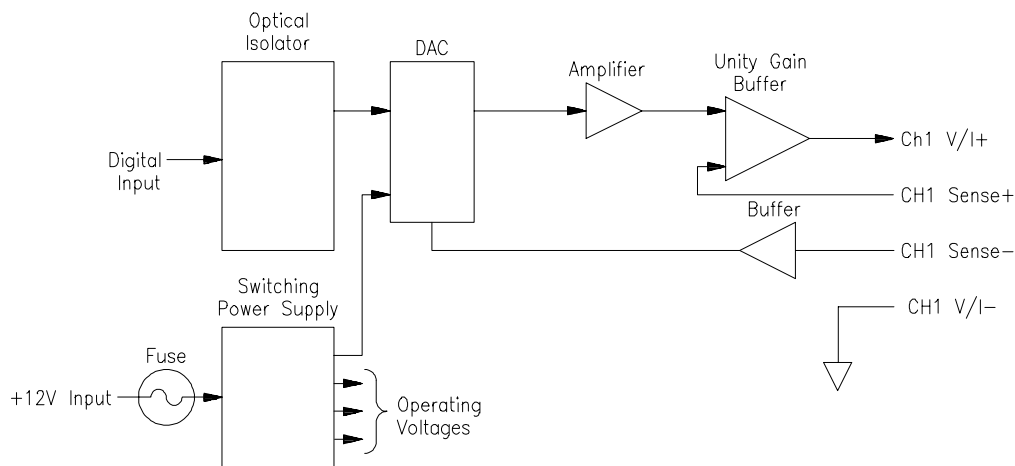 Optical
Isolator
DAC
Amplifier
Unity Gain
Buffer
Ch1 V/I+
Digital
Input
CH1 Sense+
Buffer
CH1 Sense−
Switching
Power Supply
CH1 V/I−
Fuse
+12V Input
Operating
Voltages